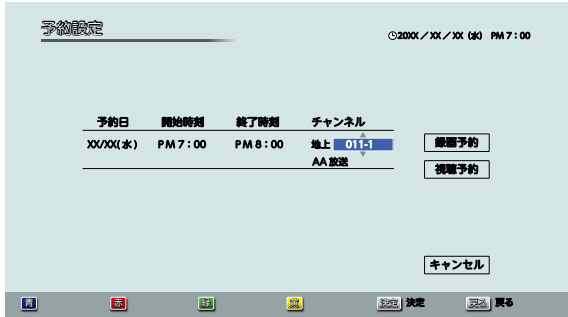 予約設定
20XX/XX/XX (水) PM 7:00
予約日 開始時刻 終了時刻 チャンネル
XX/XX(水) PM 7:00 PM 8:00 地上 011-1
AA 放送
録画予約
視聴予約
キャンセル
青 赤 緑 黄 決定 決定 戻る 戻る